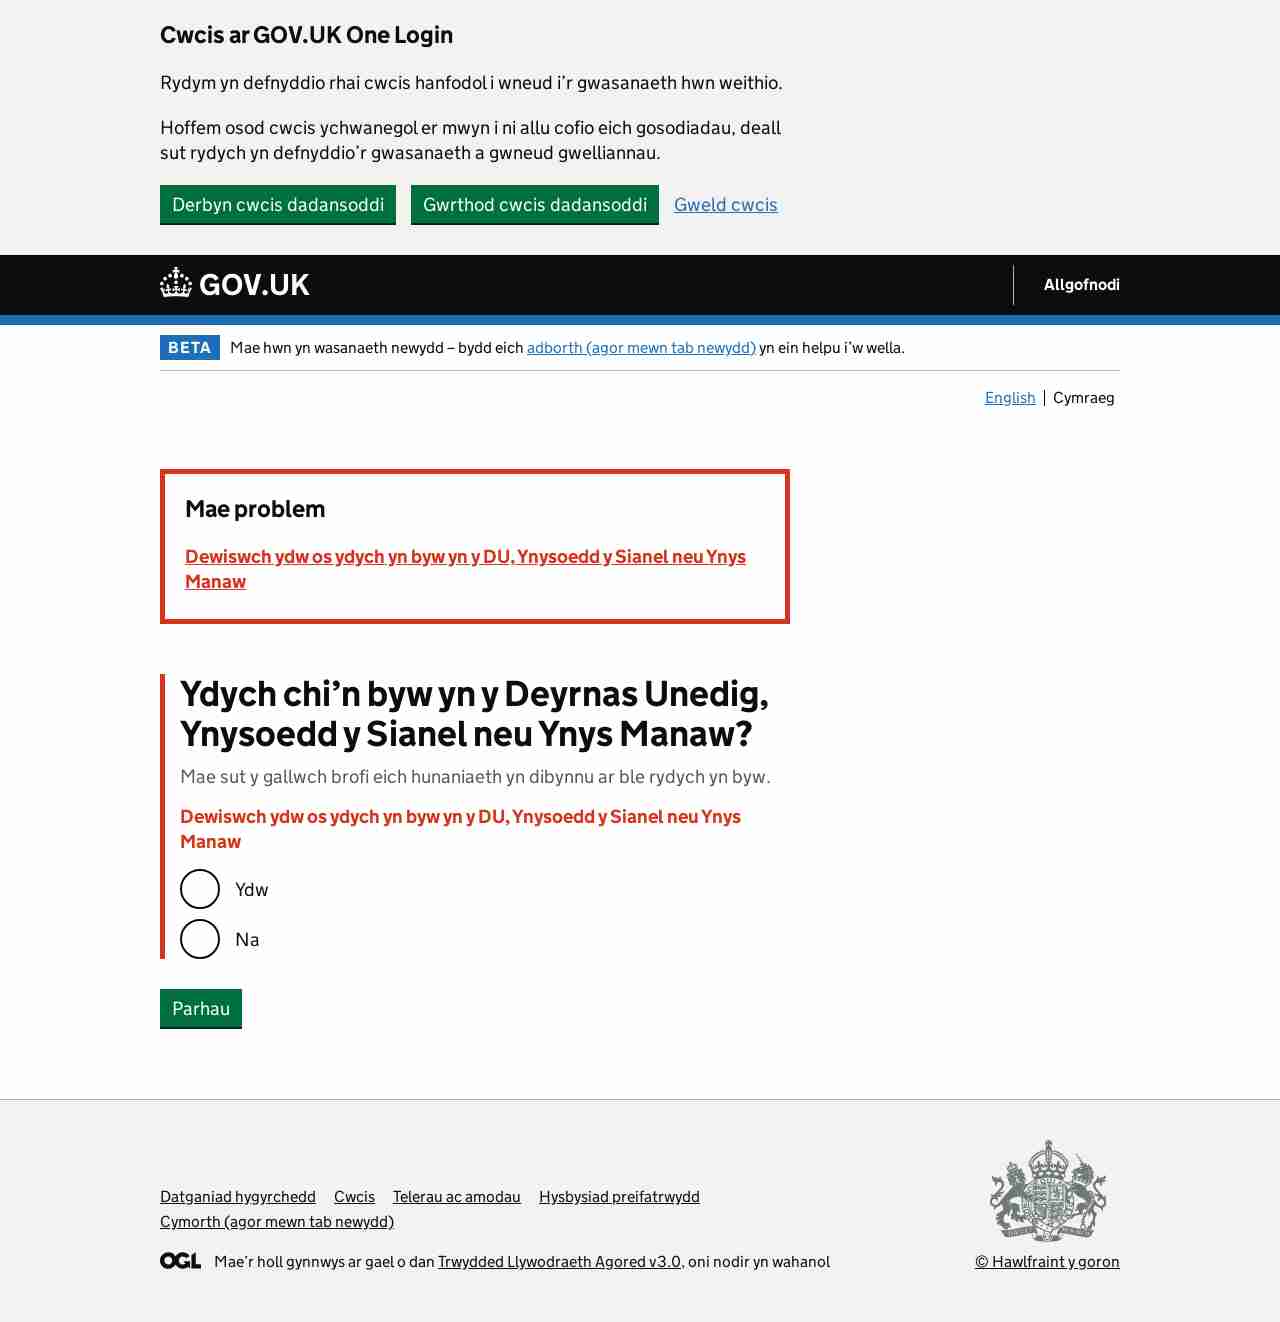 Cwcis ar GOV.UK One Login
Rydym yn defnyddio rhai cwcis hanfodol i wneud i’r gwasanaeth hwn weithio.
Hoffem osod cwcis ychwanegol er mwyn i ni allu cofio eich gosodiadau, deall
sut rydych yn defnyddio’r gwasanaeth a gwneud gwelliannau.
Derbyn cwcis dadansoddi Gwrthod cwcis dadansoddi Gweld cwcis
GOV.UK Allgofnodi
BETA Mae hwn yn wasanaeth newydd – bydd eich adborth (agor mewn tab newydd) yn ein helpu i’w wella.
English Cymraeg
Mae problem
Dewiswch ydw os ydych yn byw yn y DU, Ynysoedd y Sianel neu Ynys
Manaw
Ydych chi’n byw yn y Deyrnas Unedig,
Ynysoedd y Sianel neu Ynys Manaw?
Mae sut y gallwch brofi eich hunaniaeth yn dibynnu ar ble rydych yn byw.
Dewiswch ydw os ydych yn byw yn y DU, Ynysoedd y Sianel neu Ynys
Manaw
Ydw
Na
Parhau
Datganiad hygyrchedd Cwcis Telerau ac amodau Hysbysiad preifatrwydd
Cymorth (agor mewn tab newydd)
OGL Mae’r holl gynnwys ar gael o dan Trwydded Llywodraeth Agored v3.0, oni nodir yn wahanol
© Hawlfraint y goron